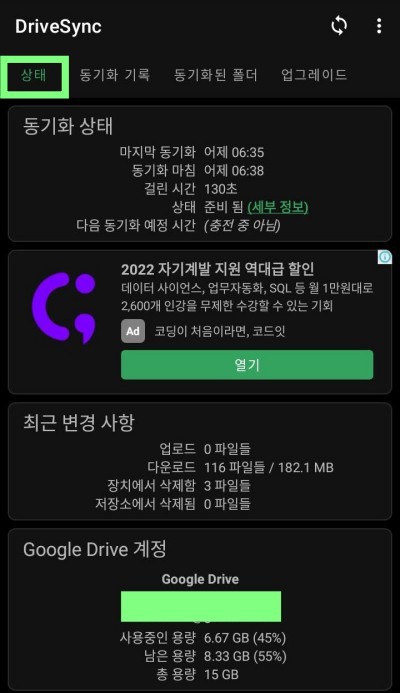 DriveSync
상태 동기화 기록 동기화된 폴더 업그레이드
동기화 상태
마지막 동기화 어제 06:35
동기화 마침 어제 06:38
걸린 시간 130초
상태 준비 됨 (세부 정보)
다음 동기화 예정 시간 (충전 중 아님)
2022 자기계발 지원 역대급 할인
데이터 사이언스, 업무자동화, SQL 등 월 1만원대로
2,600개 인강을 무제한 수강할 수 있는 기회
Ad 코딩이 처음이라면, 코드잇
열기
최근 변경 사항
업로드 0 파일들
다운로드 116 파일들 / 182.1 MB
장치에서 삭제함 3 파일들
저장소에서 삭제됨 0 파일들
Google Drive 계정
Google Drive
사용중인 용량 6.67 GB (45%)
남은 용량 8.33 GB (55%)
총 용량 15 GB